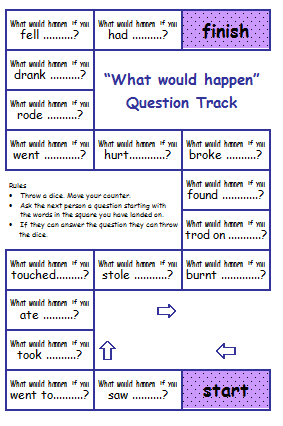 What would happen if you
fell ..........?
What would happen if you
had ..........?
finish
What would happen if you
drank ..........?
"What would happen"
Question Track
What would happen if you
rode ..........?
What would happen if you
went ..........?
What would happen if you
hurt..........?
What would happen if you
broke ..........?
Rules
• Throw a dice. Move your counter.
• Ask the next person a question starting with
the words in the square you have landed on.
• If they can answer the question they can throw
the dice.
What would happen if you
found ...........?
What would happen if you
trod on ...........?
What would happen if you
touched.........?
What would happen if you
stole ..........?
What would happen if you
burnt .............?
What would happen if you
ate ..........?
What would happen if you
took ..........?
What would happen if you
went to..........?
What would happen if you
saw ..........?
start